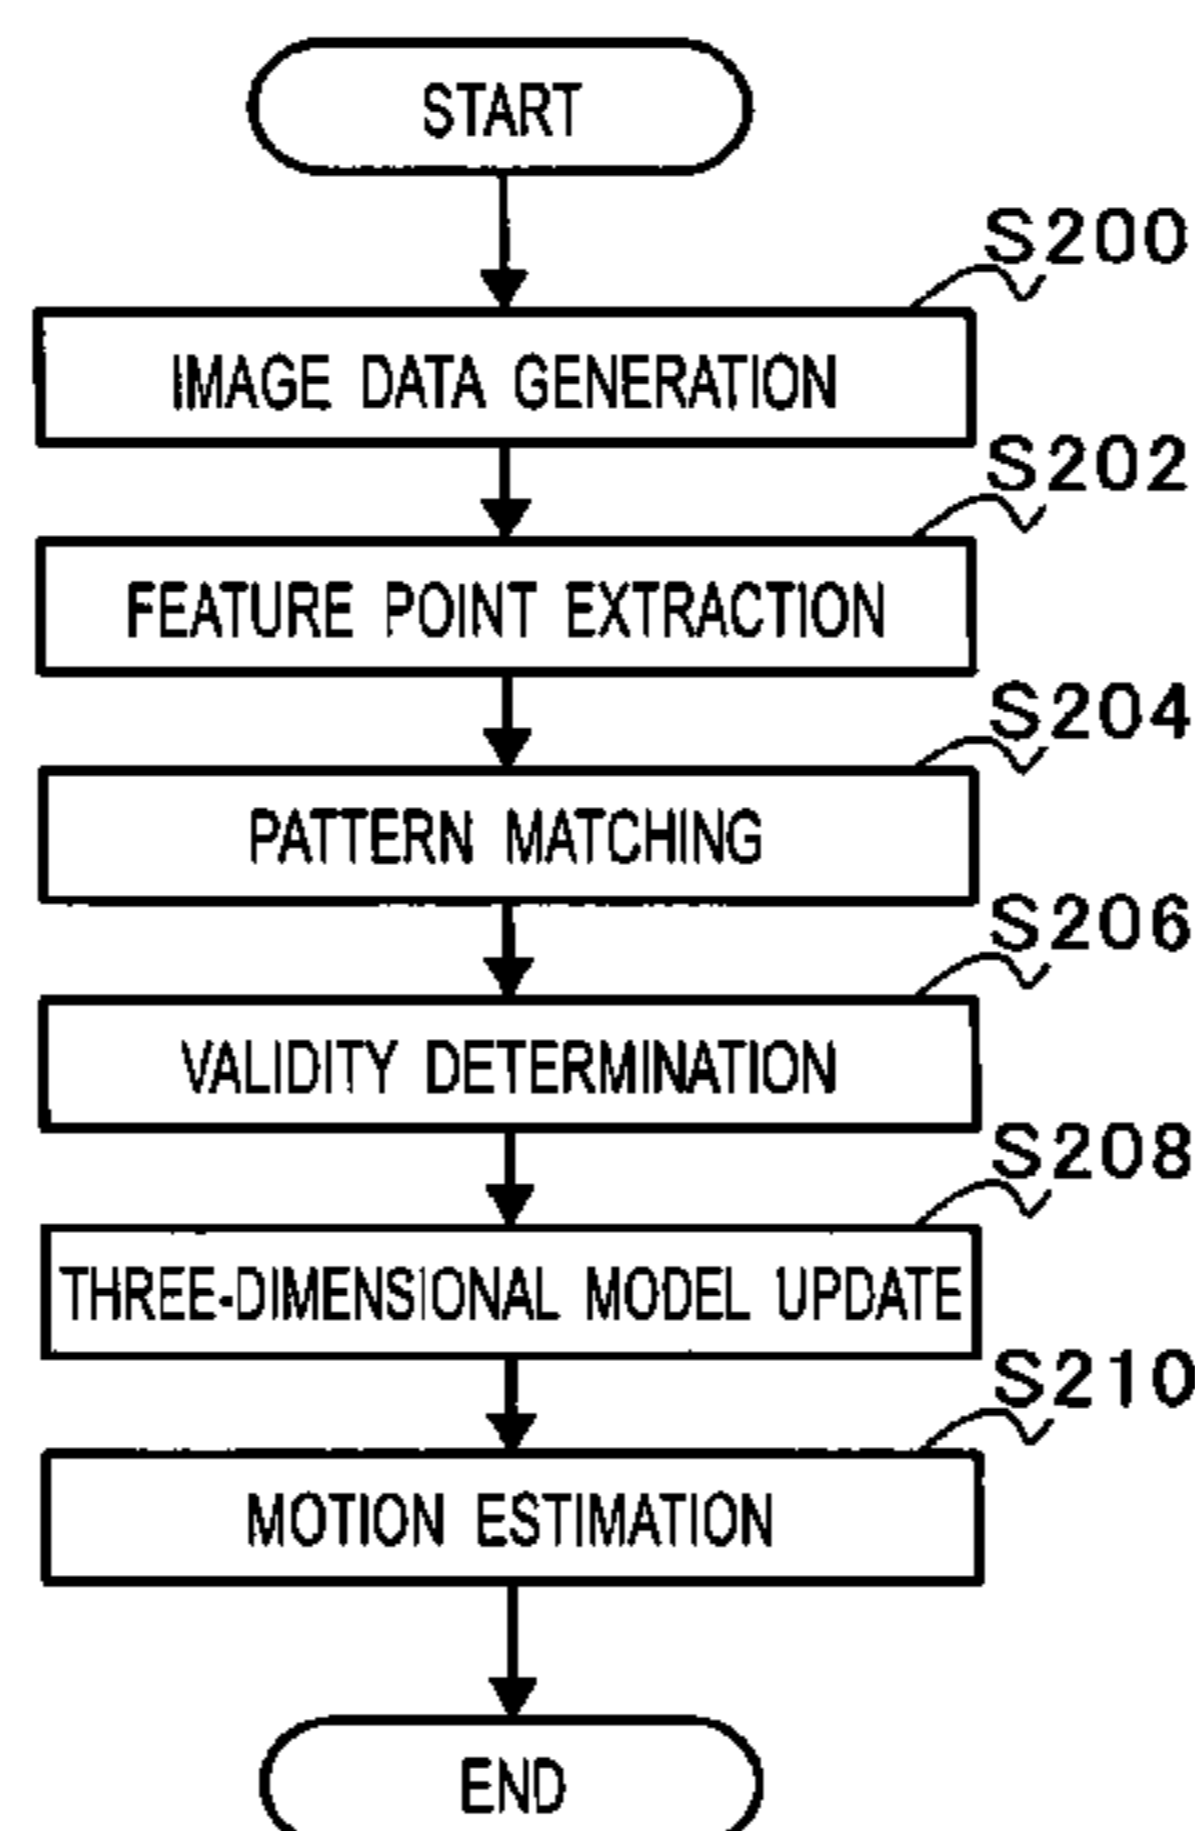 START
S200
IMAGE DATA GENERATION
S202
FEATURE POINT EXTRACTION
S204
PATTERN MATCHING
S206
VALIDITY DETERMINATION
S208
THREE-DIMENSIONAL MODEL UPDATE
S210
MOTION ESTIMATION
END